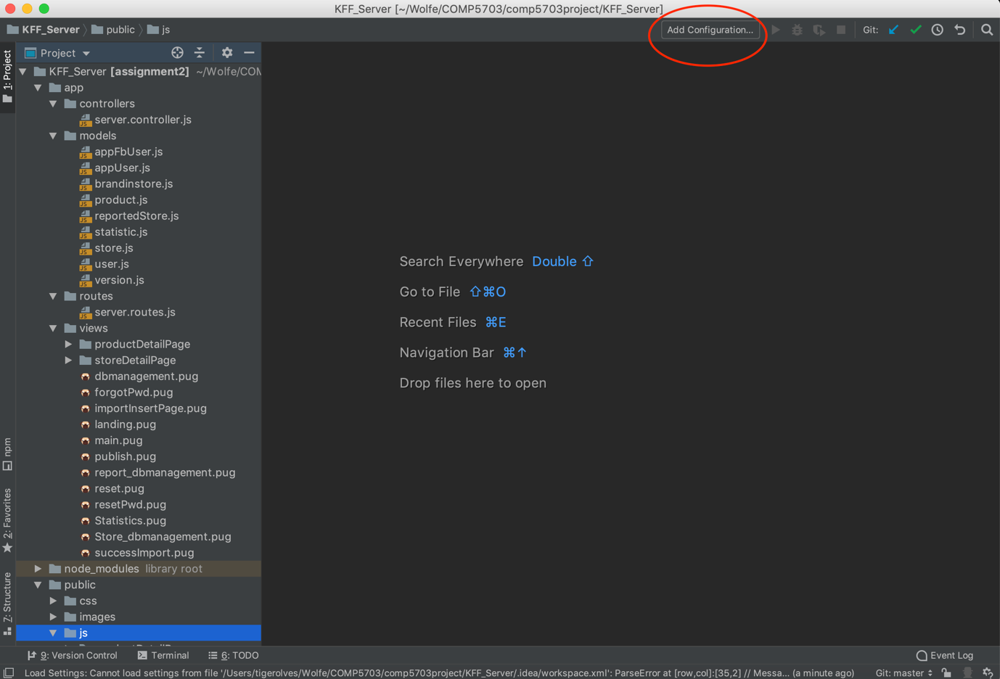 KFF_Server [~/Wolfe/COMP5703/comp5703project/KFF_Server]
KFF_Server public js Add Configuration... Git:
Project
1: Project
KFF_Server [assignment2] ~/Wolfe/COM
app
controllers
server.controller.js
models
appFbUser.js
appUser.js
brandinstore.js
product.js
reportedStore.js
statistic.js
store.js
user.js
version.js
routes
server.routes.js
views
productDetailPage
storeDetailPage
dbmanagement.pug
forgotPwd.pug
importInsertPage.pug
landing.pug
main.pug
publish.pug
report_dbmanagement.pug
reset.pug
resetPwd.pug
Statistics.pug
Store_dbmanagement.pug
successImport.pug
node_modules library root
public
css
images
js
Search Everywhere Double ⇧
Go to File ⇧⌘O
Recent Files ⌘E
Navigation Bar ⌘↑
Drop files here to open
npm
2: Favorites
7: Structure
9: Version Control Terminal 6: TODO Event Log
Load Settings: Cannot load settings from file '/Users/tigerolves/Wolfe/COMP5703/comp5703project/KFF_Server/.idea/workspace.xml': ParseError at [row,col]:[35,2] // Messa... (a minute ago) Git: master